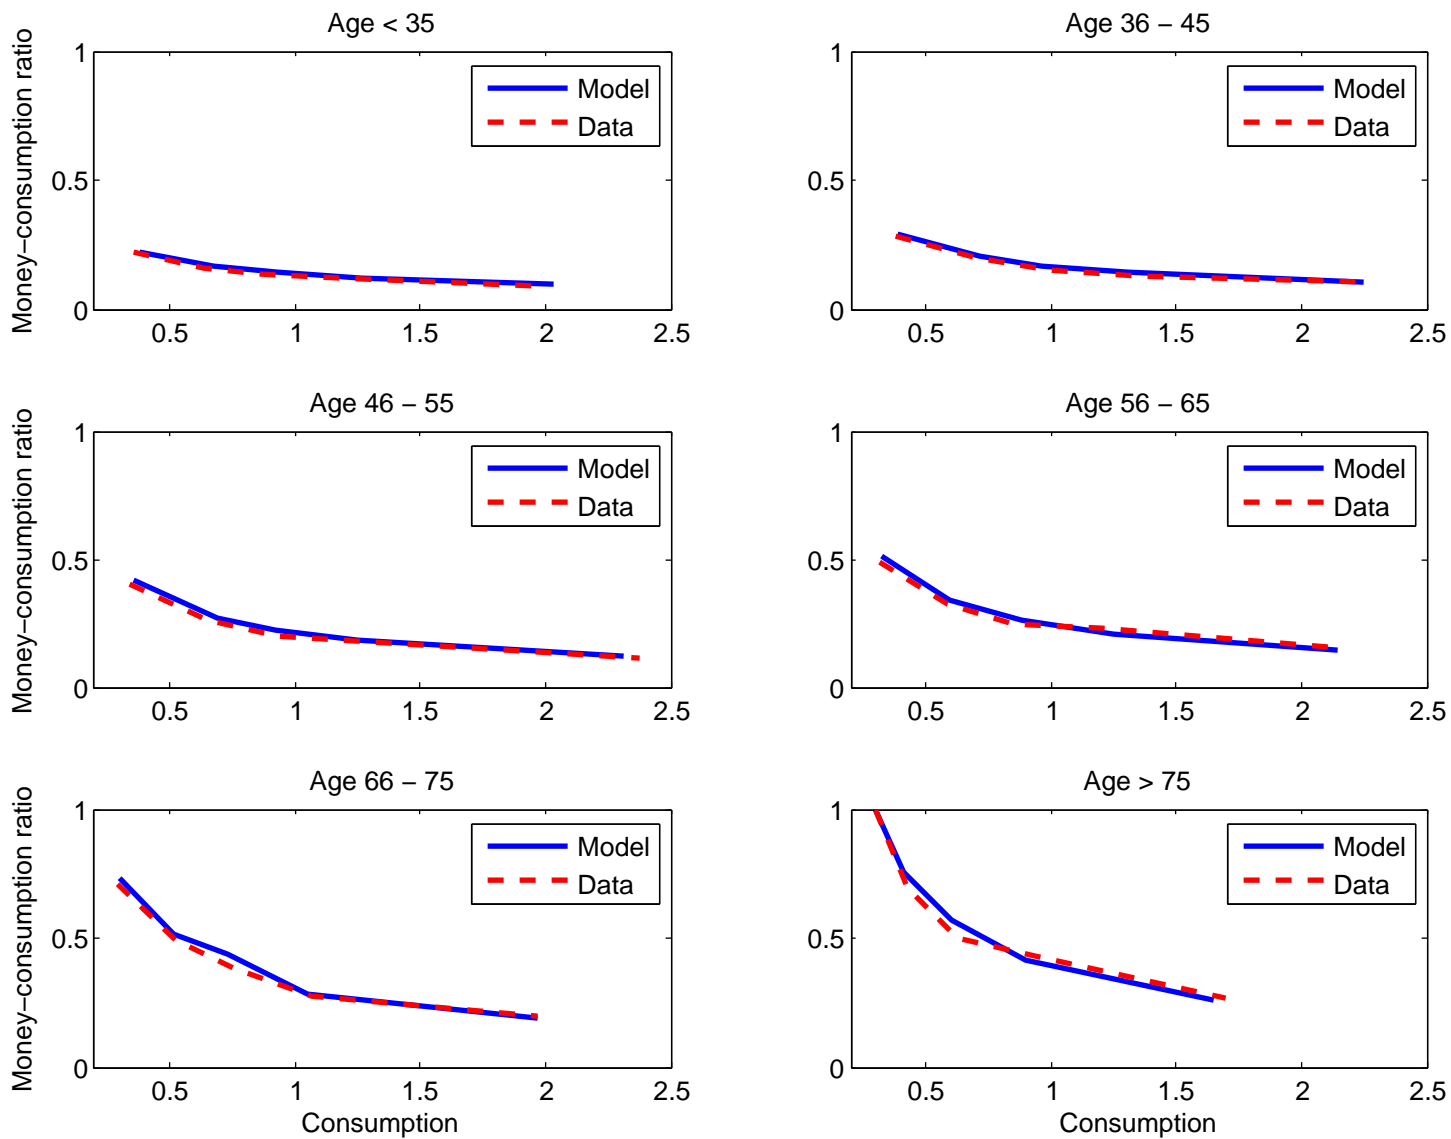 Age < 35
Money−consumption ratio
1
0.5
0
0.5 1 1.5 2 2.5
Model
Data
Age 36 − 45
1
0.5
0
0.5 1 1.5 2 2.5
Model
Data
Age 46 − 55
Money−consumption ratio
1
0.5
0
0.5 1 1.5 2 2.5
Model
Data
Age 56 − 65
1
0.5
0
0.5 1 1.5 2 2.5
Model
Data
Age 66 − 75
Money−consumption ratio
1
0.5
0
0.5 1 1.5 2 2.5
Consumption
Model
Data
Age > 75
1
0.5
0
0.5 1 1.5 2 2.5
Consumption
Model
Data